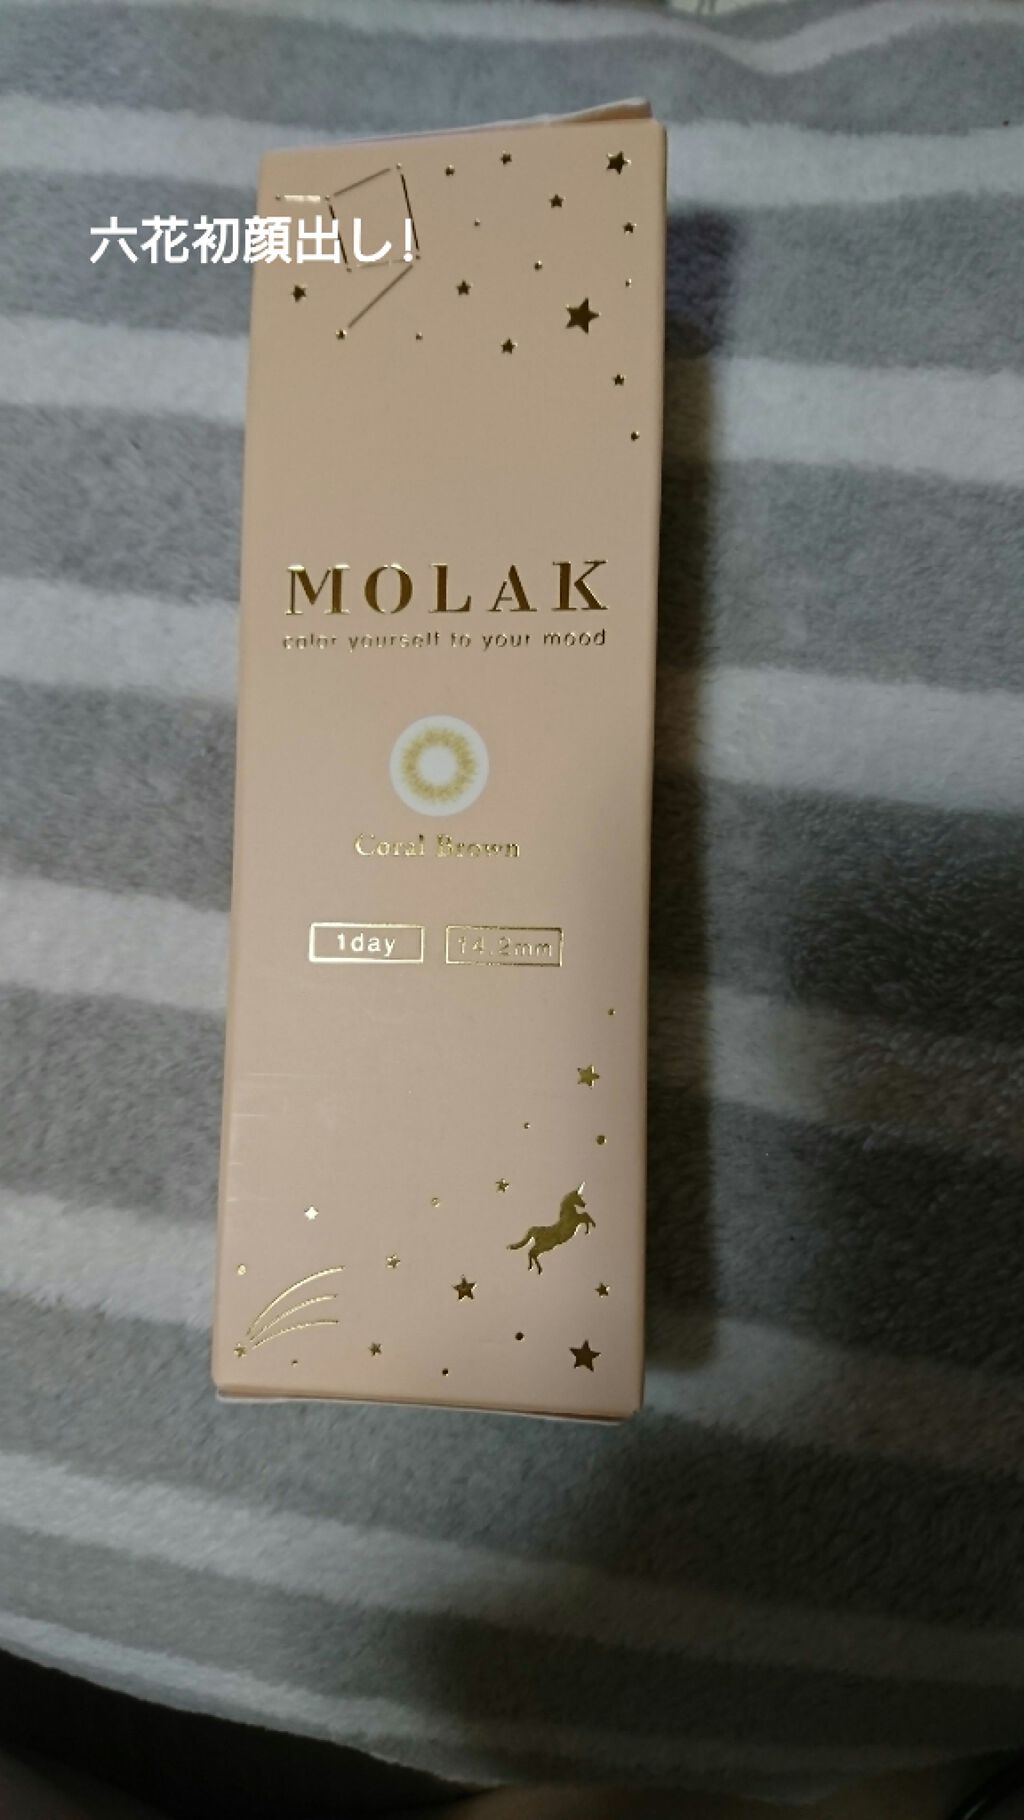 六花初顔出し!
MOLAK
color yourself to your mood
Coral Brown
1day
14.2mm